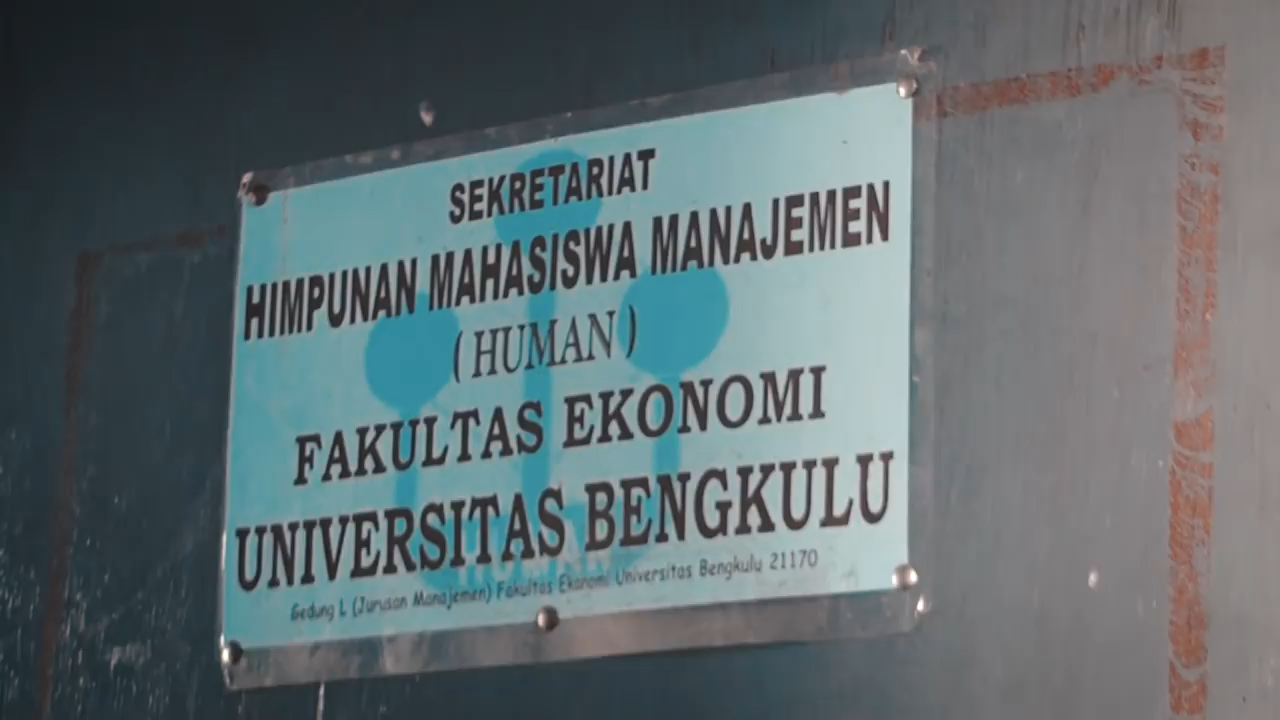 SEKRETARIAT
HIMPUNAN MAHASISWA MANAJEMEN
(HUMAN)
FAKULTAS EKONOMI
UNIVERSITAS BENGKULU
Gedung L (Jurusan Manajemen) Fakultas Ekonomi Universitas Bengkulu 21170